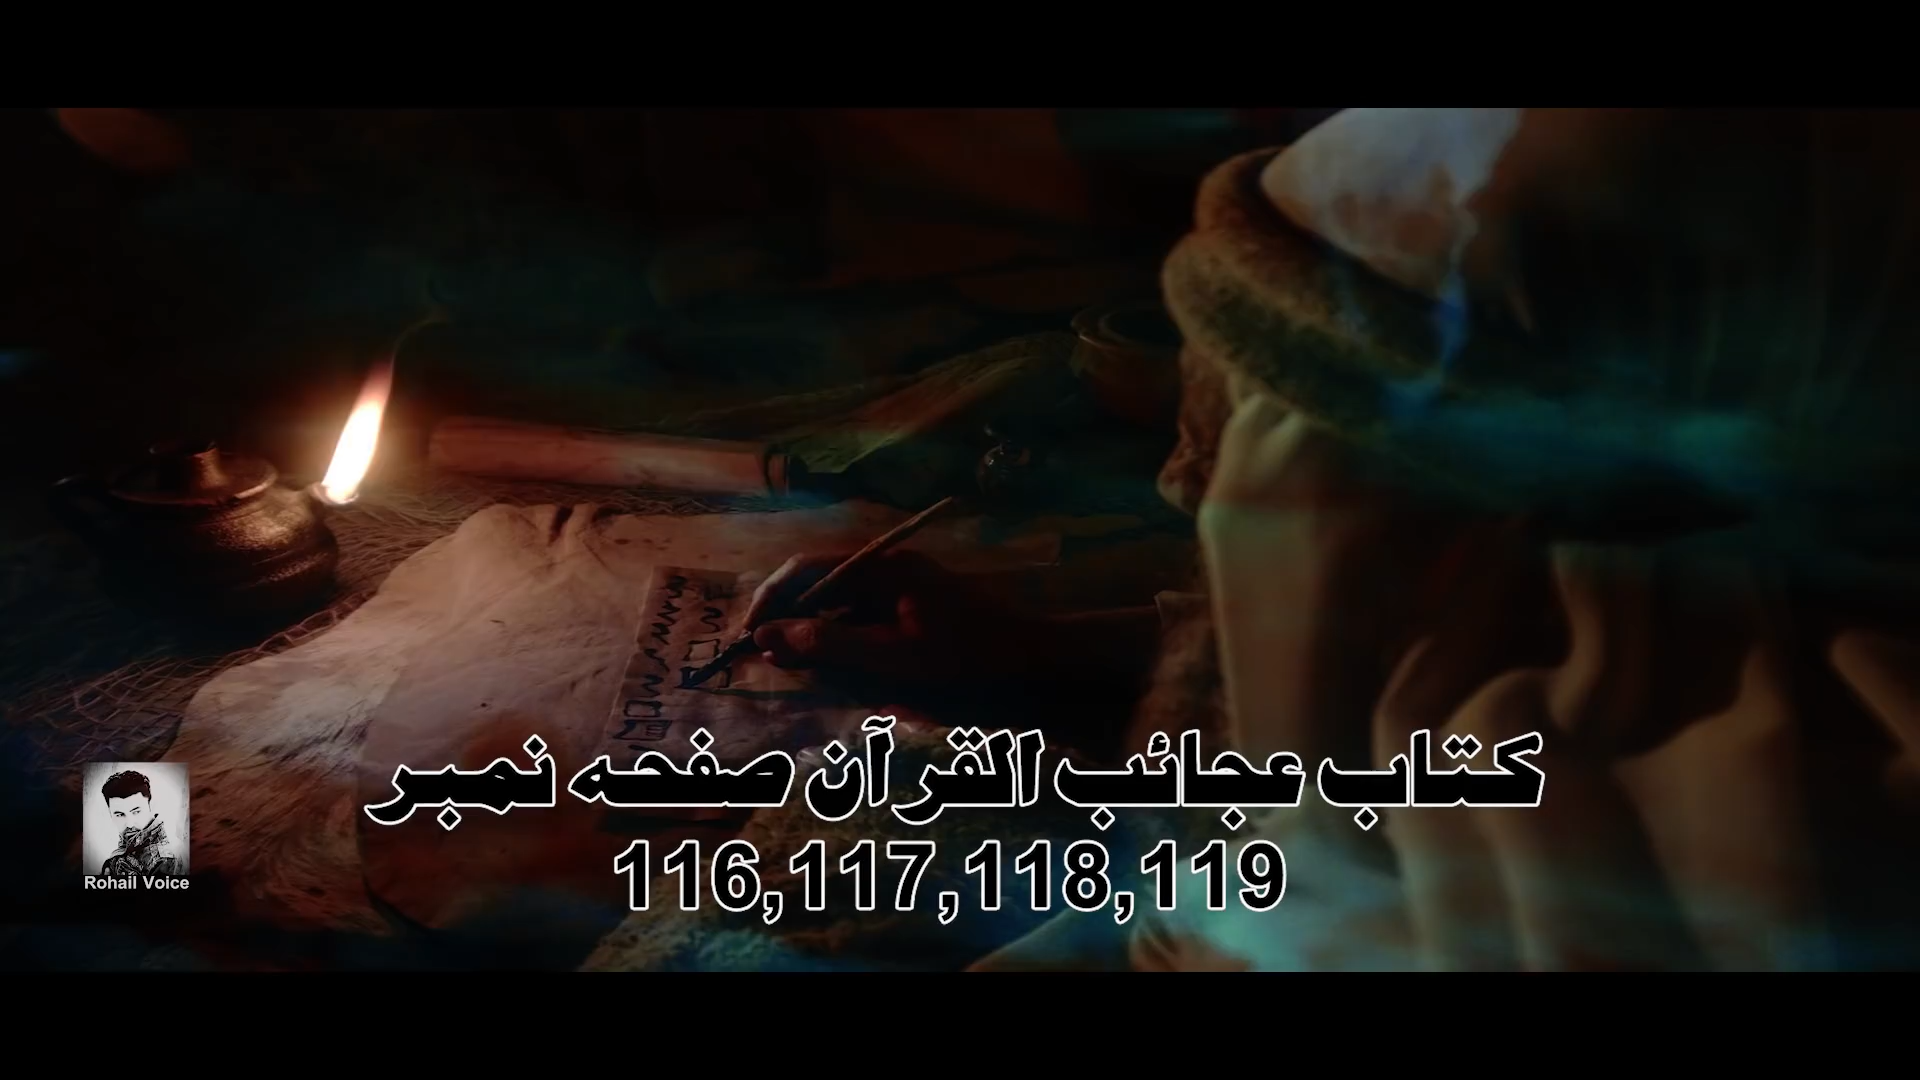 کتاب عجائب القرآن صفحہ نمبر
116,117,118,119
Rohail Voice